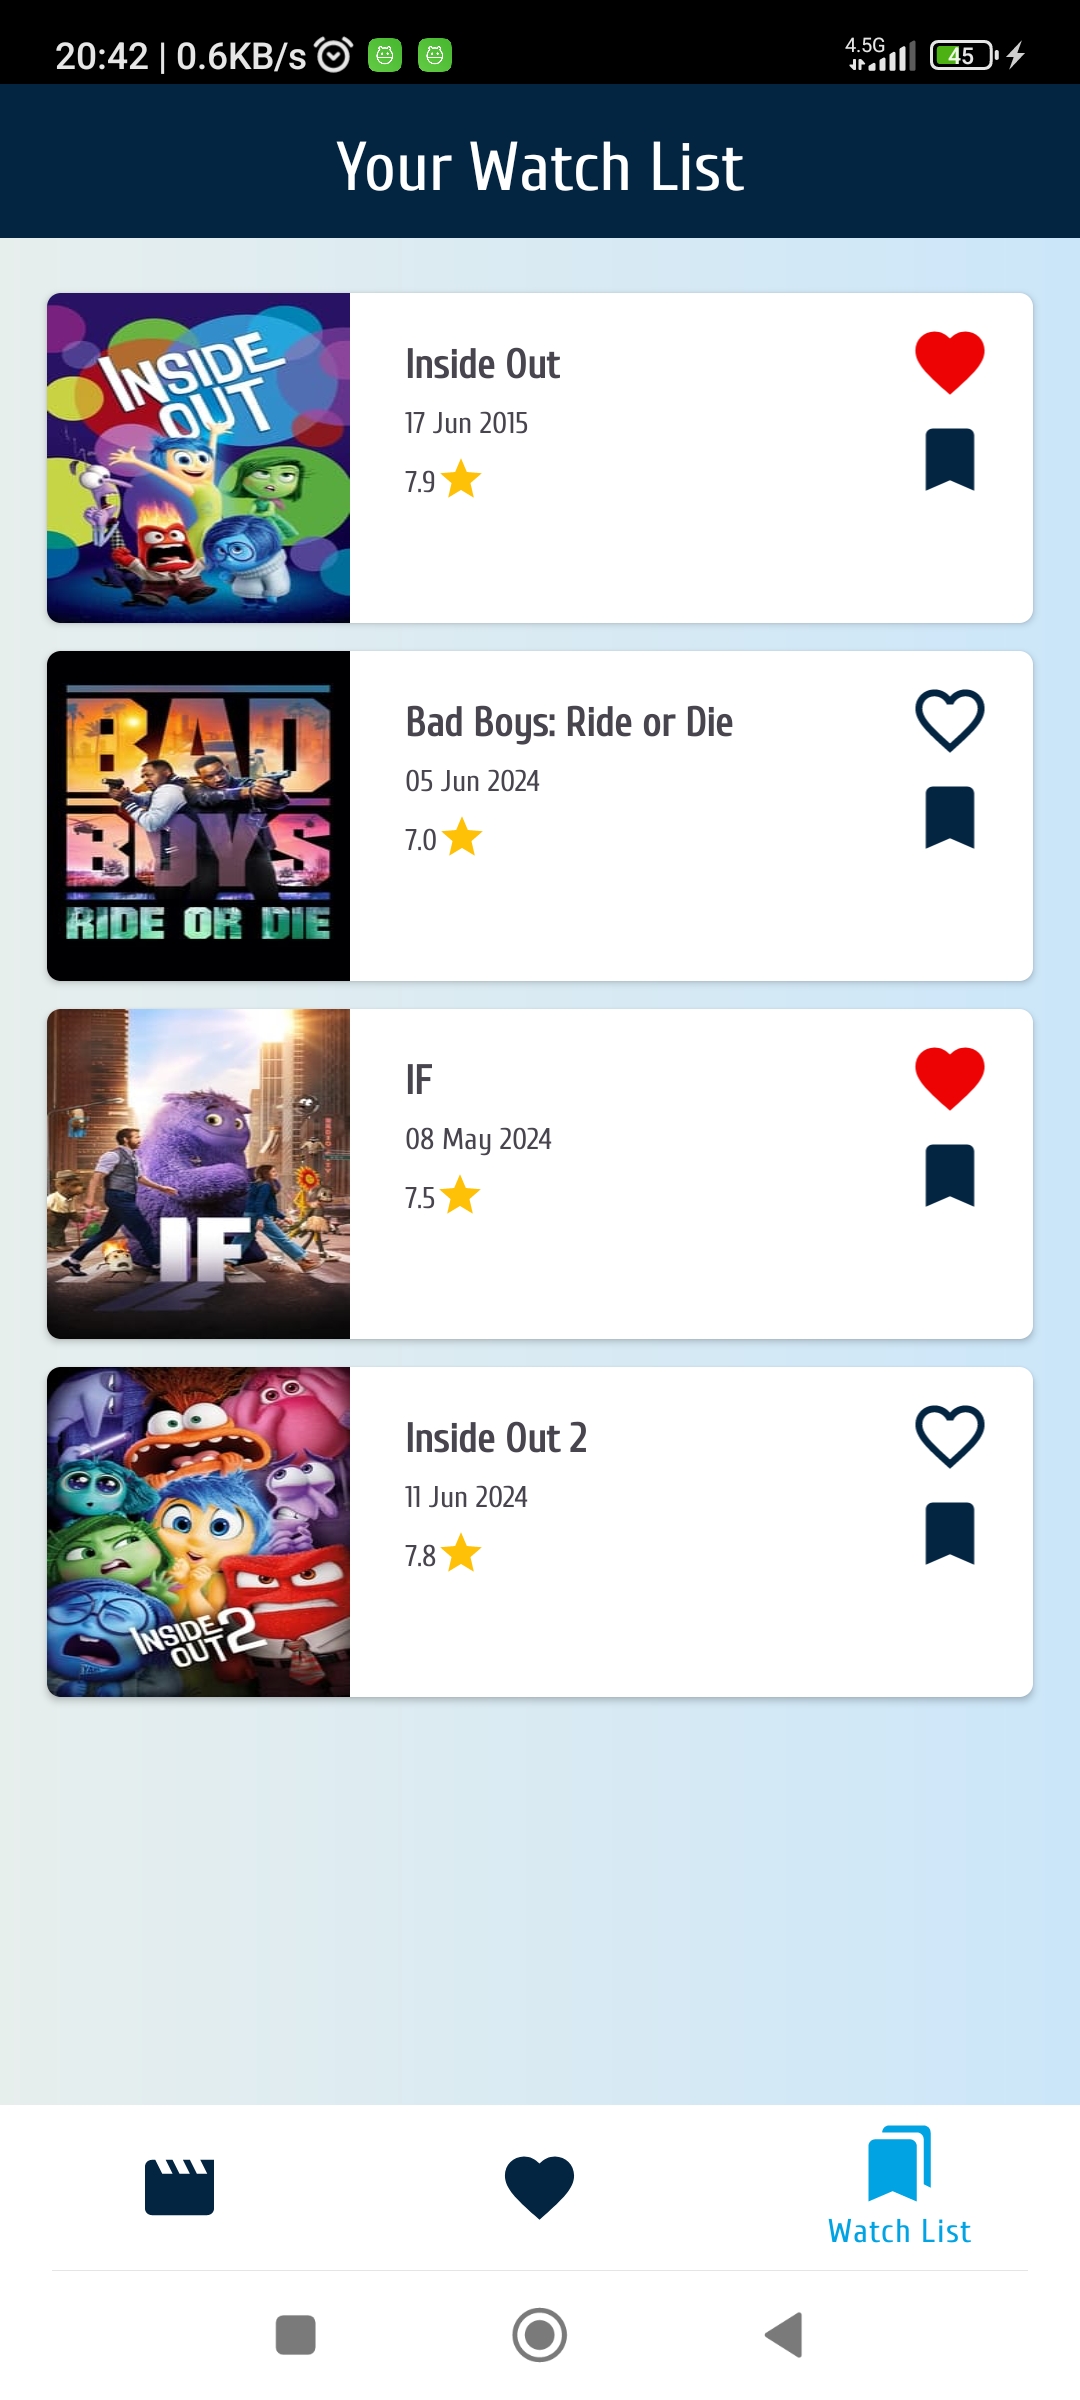 20:42 | 0.6KB/s
4.5G
45
Your Watch List
INSIDE
OUT
Inside Out
17 Jun 2015
7.9
BAD
BOYS
RIDE OR DIE
Bad Boys: Ride or Die
05 Jun 2024
7.0
IF
IF
08 May 2024
7.5
INSIDE
OUT 2
Inside Out 2
11 Jun 2024
7.8
Watch List